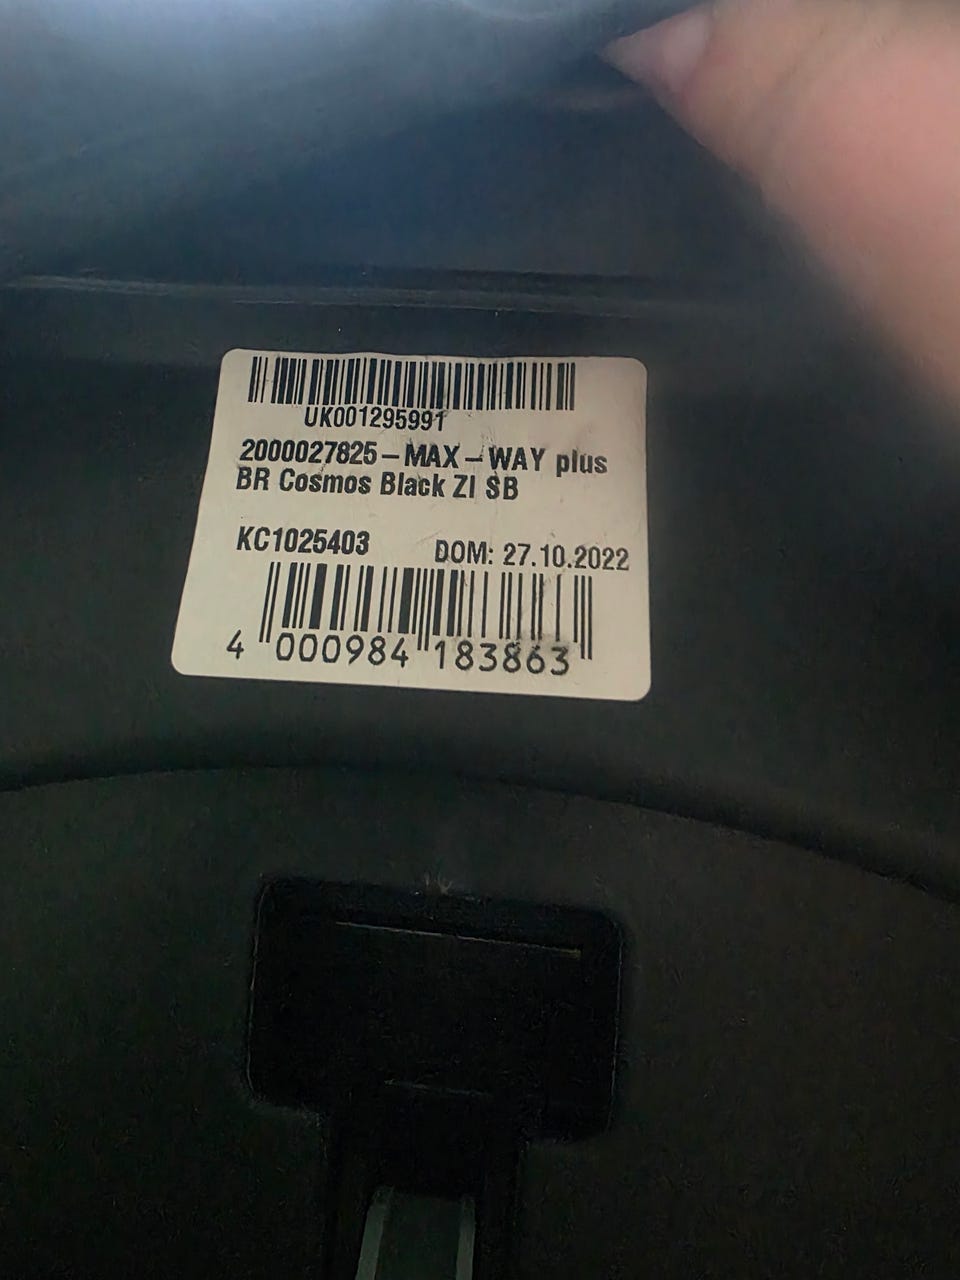 UK001295991
2000027825-MAX-WAY plus
BR Cosmos Black ZI SB
KC1025403 DOM: 27.10.2022
4 000984 183863